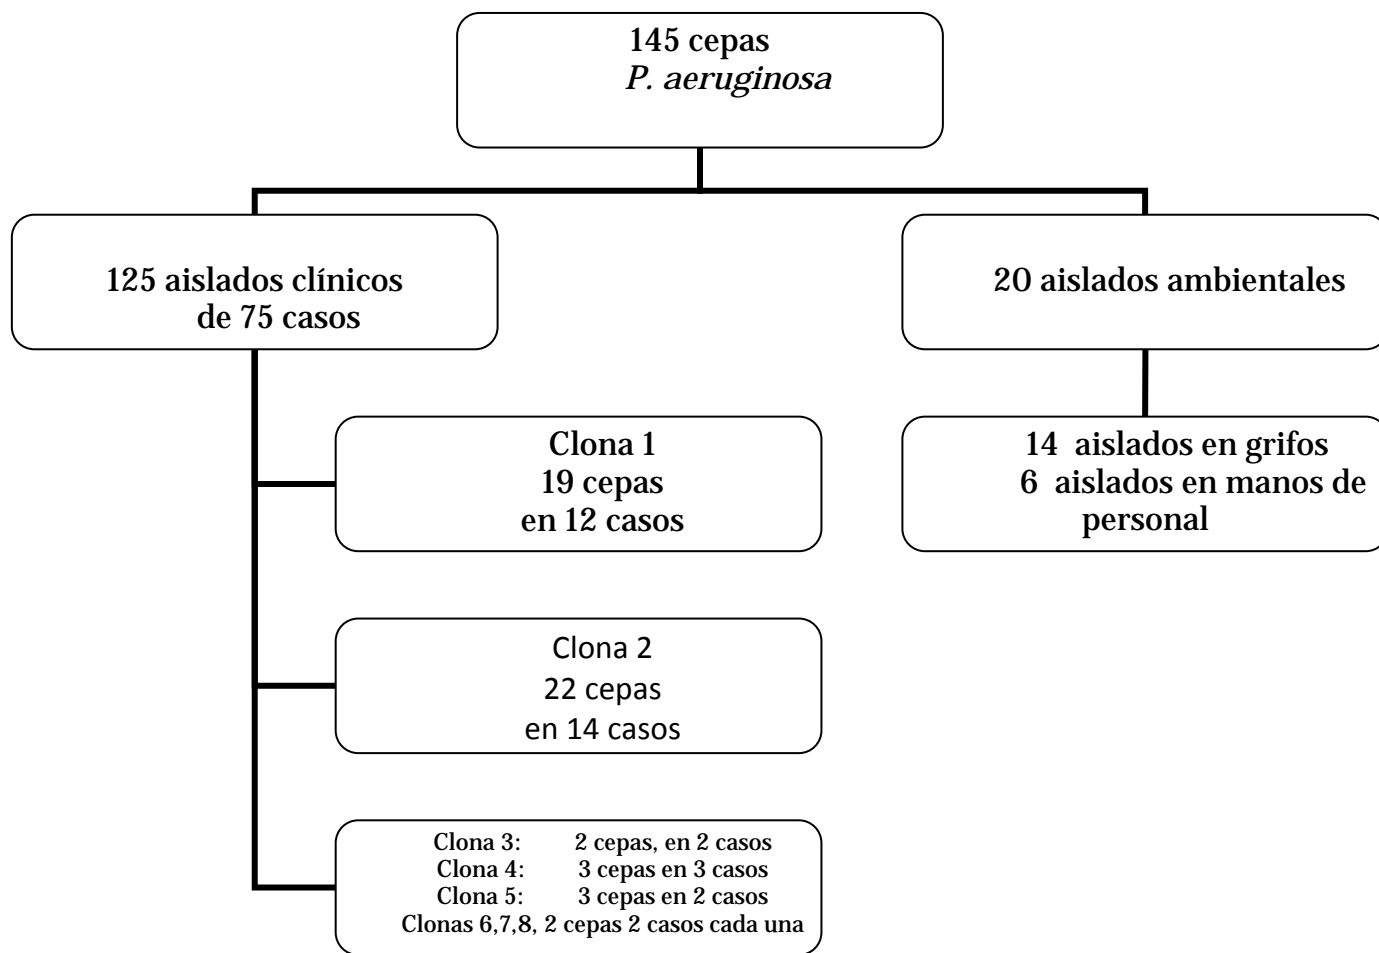 145 cepas
P. aeruginosa
125 aislados clínicos
de 75 casos
20 aislados ambientales
Clona 1
19 cepas
en 12 casos
14 aislados en grifos
6 aislados en manos de
personal
Clona 2
22 cepas
en 14 casos
Clona 3: 2 cepas, en 2 casos
Clona 4: 3 cepas en 3 casos
Clona 5: 3 cepas en 2 casos
Clonas 6,7,8, 2 cepas 2 casos cada una